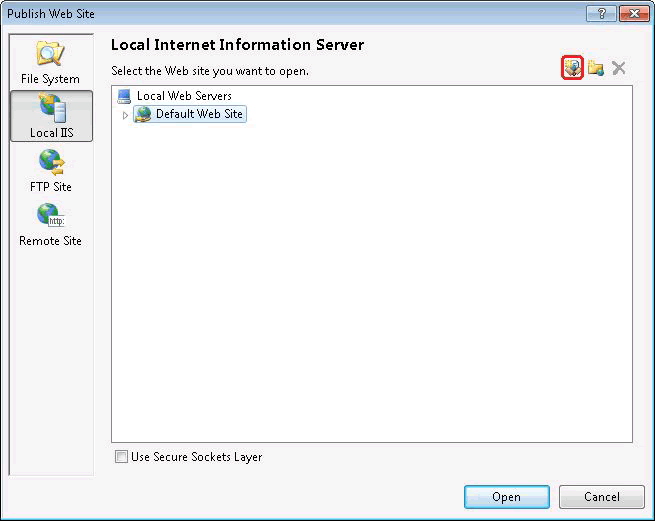 Publish Web Site
File System
Local IIS
FTP Site
http:
Remote Site
Local Internet Information Server
Select the Web site you want to open.
Local Web Servers
Default Web Site
Use Secure Sockets Layer
Open
Cancel